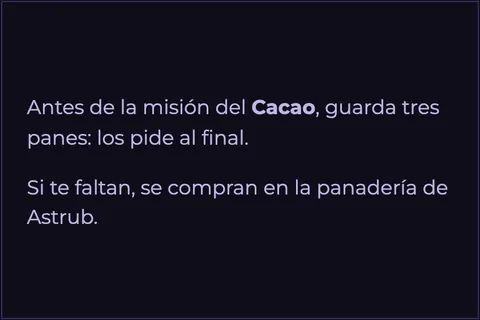 Antes de la misión del Cacao, guarda tres
panes: los pide al final.
Si te faltan, se compran en la panadería de
Astrub.